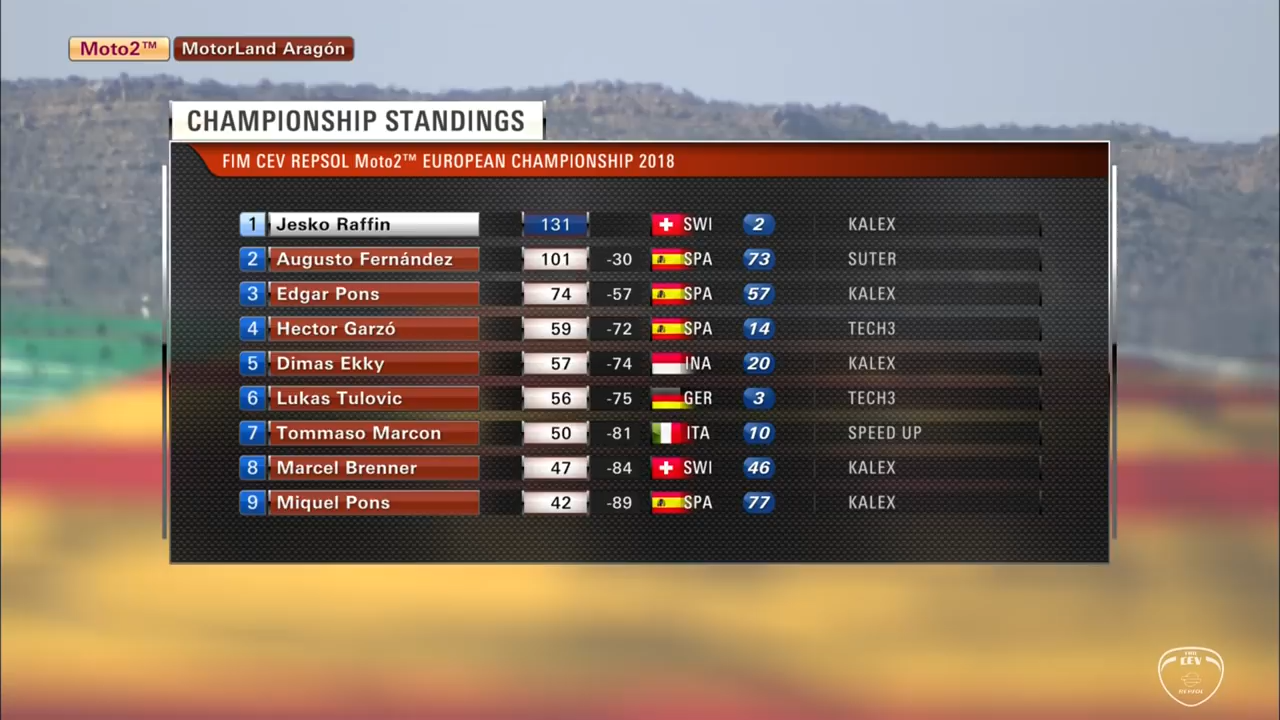 Moto2™ MotorLand Aragón
CHAMPIONSHIP STANDINGS
FIM CEV REPSOL Moto2™ EUROPEAN CHAMPIONSHIP 2018
1 Jesko Raffin 131 SWI 2 KALEX
2 Augusto Fernández 101 -30 SPA 73 SUTER
3 Edgar Pons 74 -57 SPA 57 KALEX
4 Hector Garzó 59 -72 SPA 14 TECH3
5 Dimas Ekky 57 -74 INA 20 KALEX
6 Lukas Tulovic 56 -75 GER 3 TECH3
7 Tommaso Marcon 50 -81 ITA 10 SPEED UP
8 Marcel Brenner 47 -84 SWI 46 KALEX
9 Miquel Pons 42 -89 SPA 77 KALEX
FIM
CEV
REPSOL